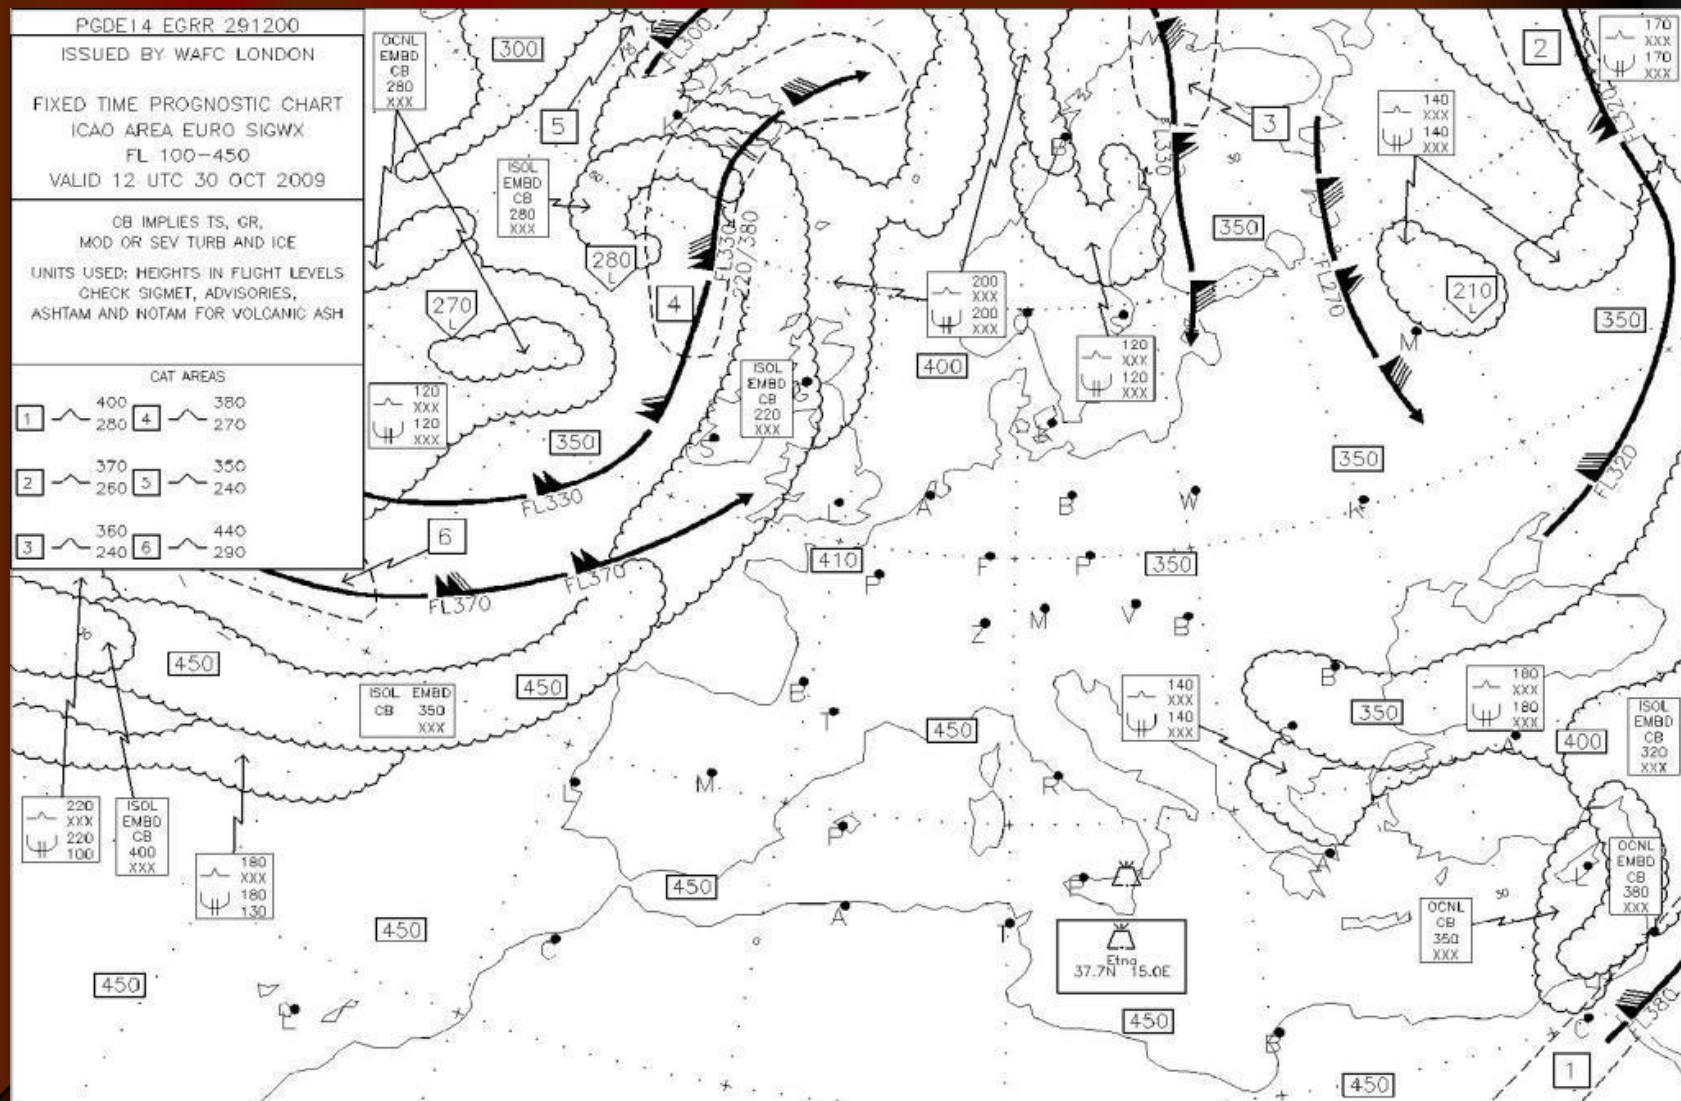 PGDE14 EGRR 291200
ISSUED BY WAFC LONDON
FIXED TIME PROGNOSTIC CHART
ICAO AREA EURO SIGWX
FL 100-450
VALID 12 UTC 30 OCT 2009
CB IMPLIES TS, GR,
MOD OR SEV TURB AND ICE
UNITS USED: HEIGHTS IN FLIGHT LEVELS
CHECK SIGMET, ADVISORIES,
ASHTAM AND NOTAM FOR VOLCANIC ASH
CAT AREAS
1 400 4 380
280 270
2 370 5 350
260 240
3 360 6 440
240 290
OCNL
EMBD
CB
280
XXX
300
FL300
5
K
ISOL
EMBD
CB
280
XXX
280
L
270
L
4
FL330
220/380
120
XXX
120
XXX
350
FL330
S
ISOL
EMBD
CB
220
XXX
6
FL370
FL370
B
FL330
3
350
200
XXX
200
XXX
400
S
120
XXX
120
XXX
K
2
170
XXX
170
XXX
FL320
140
XXX
140
XXX
FL270
210
L
M
350
350
FL320
L
A
B
W
K
410
P
F
P
350
Z
M
V
B
450
ISOL EMBD
CB 350
XXX
450
B
T
450
140
XXX
140
XXX
B
350
180
XXX
180
XXX
A
400
ISOL
EMBD
CB
320
XXX
220
XXX
220
100
ISOL
EMBD
CB
400
XXX
180
XXX
180
130
L
M
P
R
450
P
A
T
A
L
OCNL
EMBD
CB
380
XXX
50
OCNL
CB
350
XXX
450
C
450
L
Etna
37.7N 15.0E
450
B
C
FL380
1
450